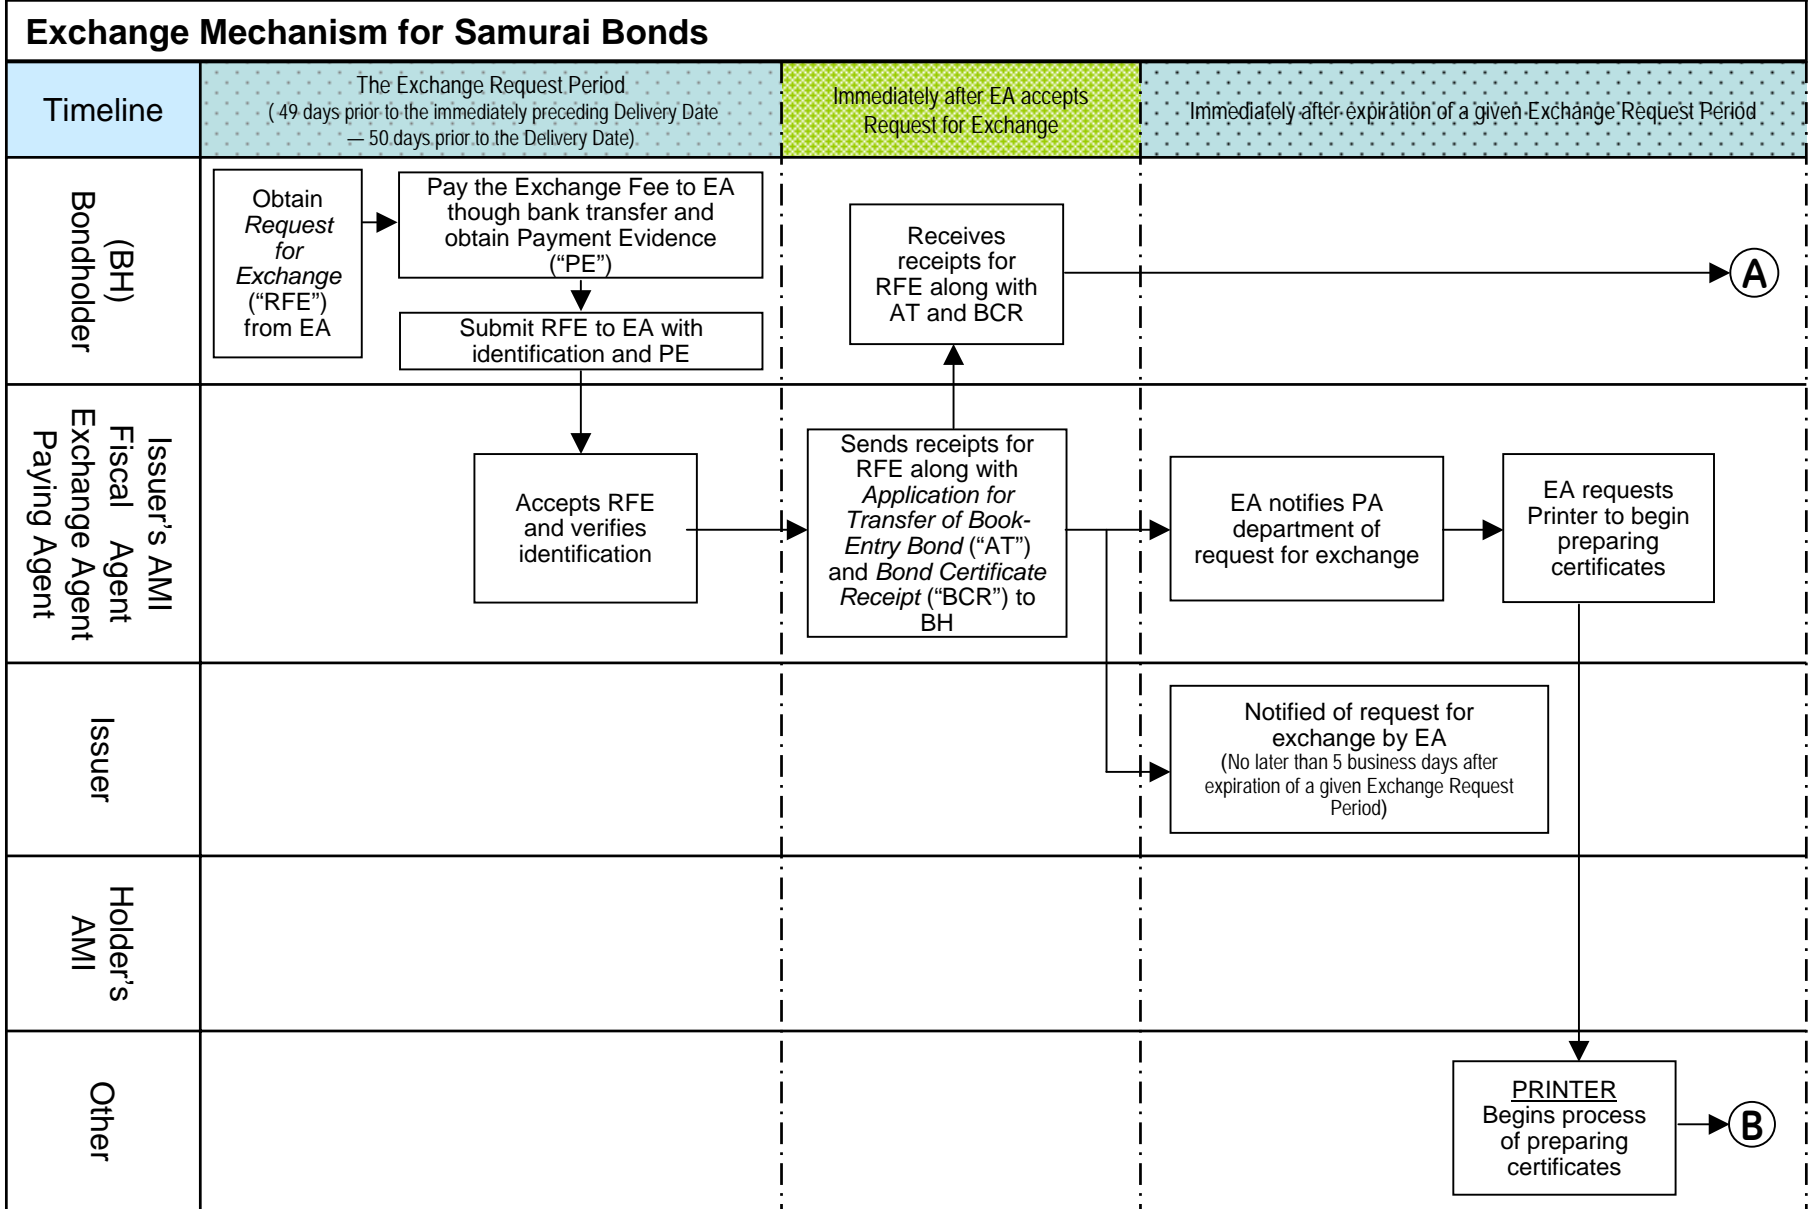 Exchange Mechanism for Samurai Bonds
Timeline
The Exchange Request Period
( 49 days prior to the immediately preceding Delivery Date
— 50 days prior to the Delivery Date)
Immediately after EA accepts
Request for Exchange
Immediately after expiration of a given Exchange Request Period
Bondholder
(BH)
Obtain
Request
for
Exchange
(“RFE”)
from EA
Pay the Exchange Fee to EA
though bank transfer and
obtain Payment Evidence
(“PE”)
Submit RFE to EA with
identification and PE
Receives
receipts for
RFE along with
AT and BCR
A
Issuer’s AMI
Fiscal Agent
Exchange Agent
Paying Agent
Accepts RFE
and verifies
identification
Sends receipts for
RFE along with
Application for
Transfer of Book-
Entry Bond (“AT”)
and Bond Certificate
Receipt (“BCR”) to
BH
EA notifies PA
department of
request for exchange
EA requests
Printer to begin
preparing
certificates
Issuer
Notified of request for
exchange by EA
(No later than 5 business days after
expiration of a given Exchange Request
Period)
Holder’s
AMI
Other
PRINTER
Begins process
of preparing
certificates
B